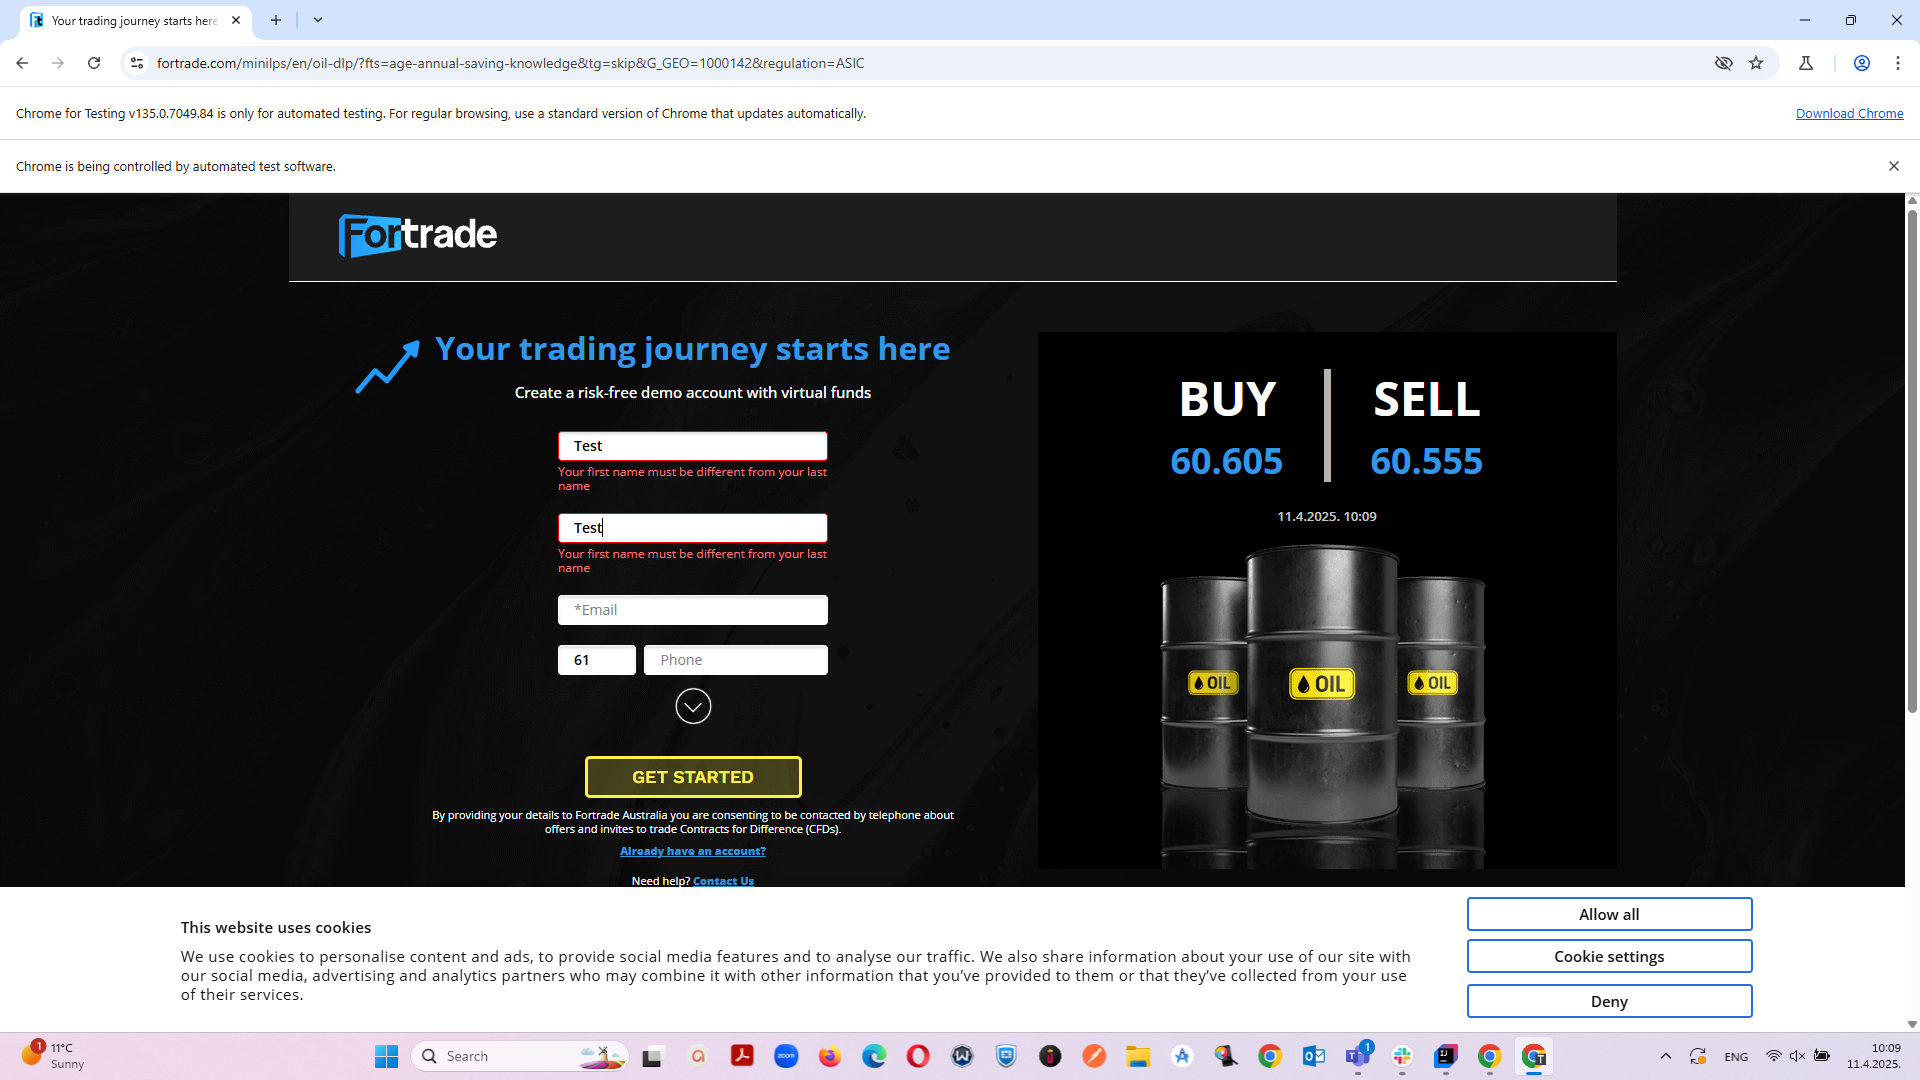 Your trading journey starts here
fortrade.com/minilps/en/oil-dlp/?fts=age-annual-saving-knowledge&tg=skip&G_GEO=1000142&regulation=ASIC
Chrome for Testing v135.0.7049.84 is only for automated testing. For regular browsing, use a standard version of Chrome that updates automatically.
Download Chrome
Chrome is being controlled by automated test software.
Fortrade
Your trading journey starts here
Create a risk-free demo account with virtual funds
Test
Your first name must be different from your last
name
Test
Your first name must be different from your last
name
*Email
61
Phone
GET STARTED
By providing your details to Fortrade Australia you are consenting to be contacted by telephone about
offers and invites to trade Contracts for Difference (CFDs).
Already have an account?
Need help? Contact Us
BUY
SELL
60.605
60.555
11.4.2025. 10:09
OIL
OIL
OIL
This website uses cookies
We use cookies to personalise content and ads, to provide social media features and to analyse our traffic. We also share information about your use of our site with
our social media, advertising and analytics partners who may combine it with other information that you've provided to them or that they've collected from your use
of their services.
Allow all
Cookie settings
Deny
1
11°C
Sunny
Search
zoom
1
ENG
10:09
11.4.2025.